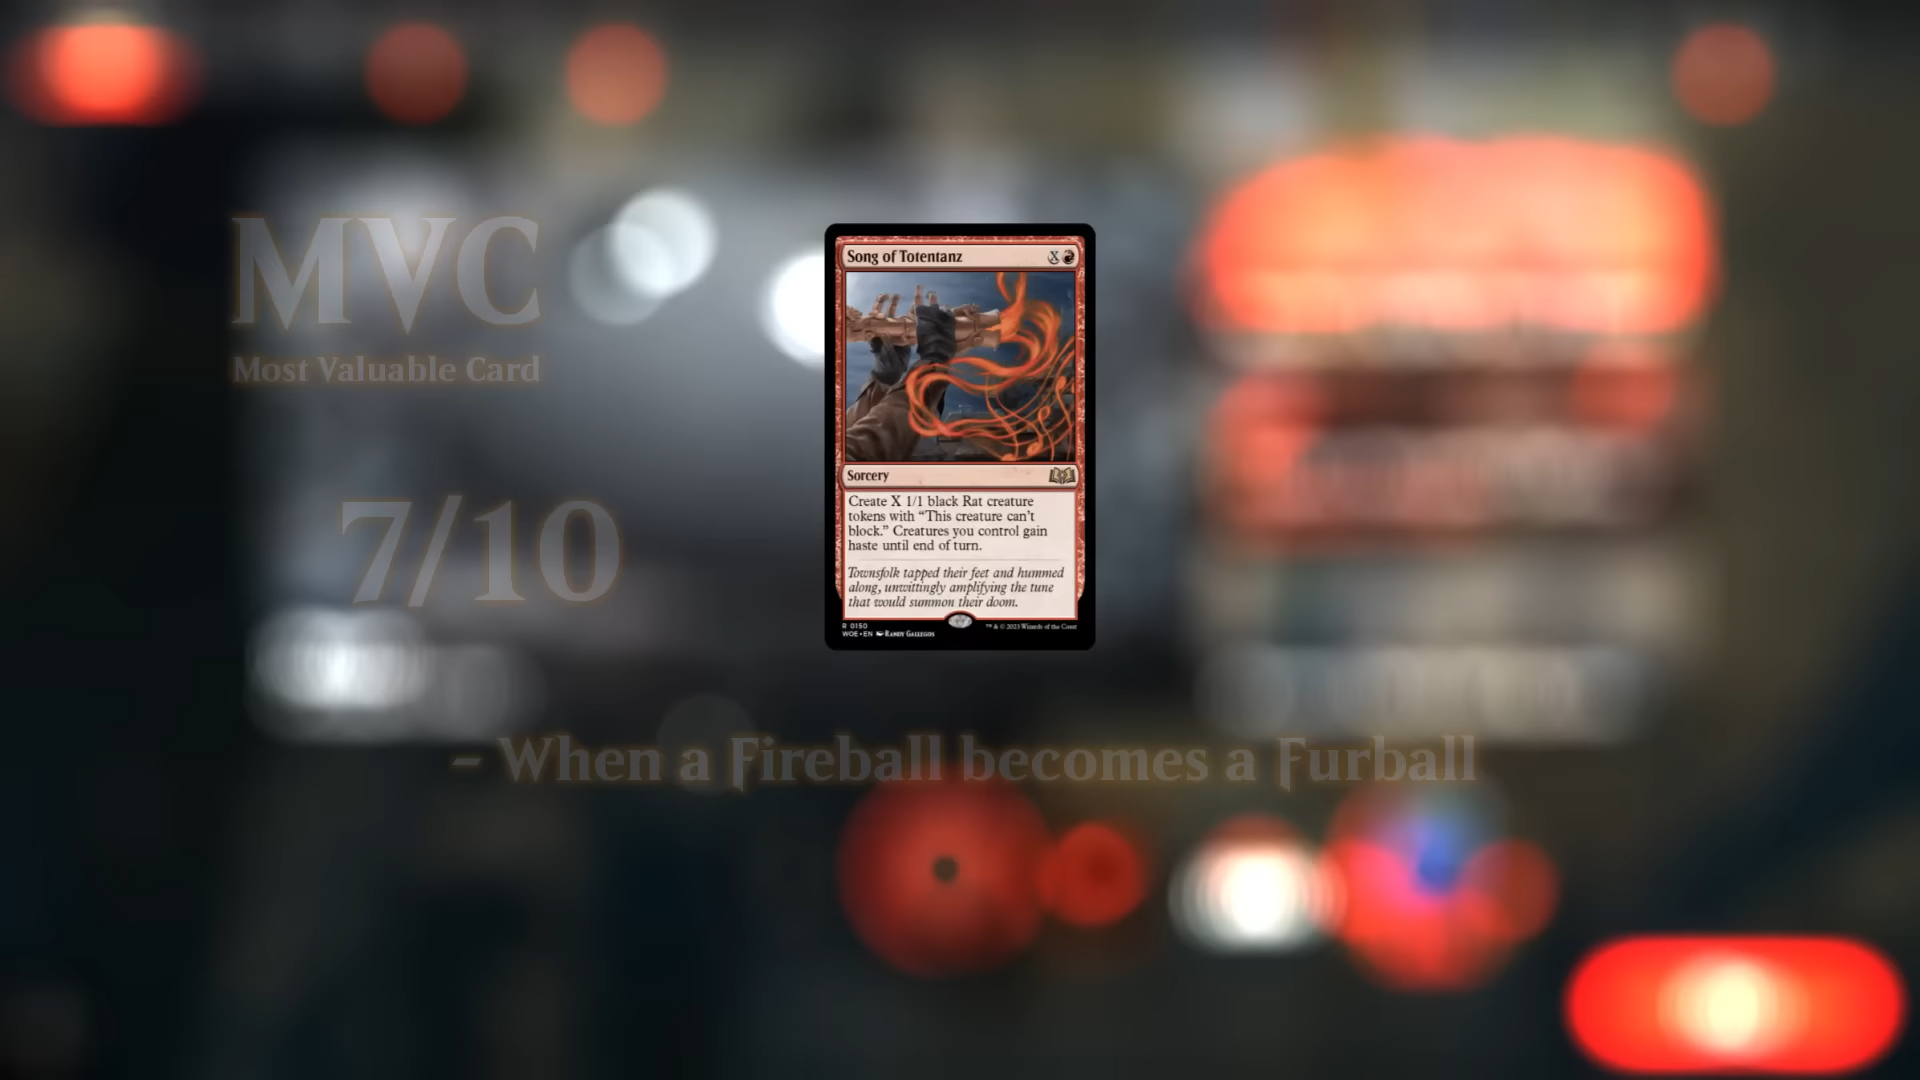 MVC
Most Valuable Card
7/10
Song of Totentanz X
Sorcery
Create X 1/1 black Rat creature
tokens with “This creature can’t
block.” Creatures you control gain
haste until end of turn.
Townsfolk tapped their feet and hummed
along, unwittingly amplifying the tune
that would summon their doom.
R 0150
WOE • EN Randy Gallegos
™ & © 2023 Wizards of the Coast
- When a Fireball becomes a Furball